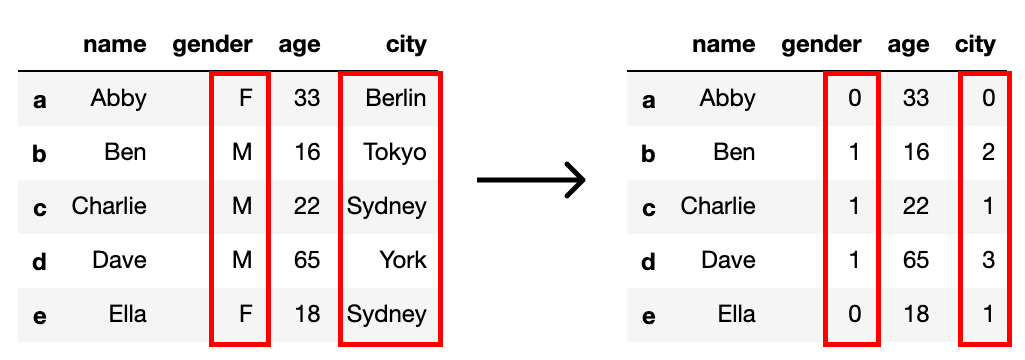 name gender age city
a Abby F 33 Berlin
b Ben M 16 Tokyo
c Charlie M 22 Sydney
d Dave M 65 York
e Ella F 18 Sydney
name gender age city
a Abby 0 33 0
b Ben 1 16 2
c Charlie 1 22 1
d Dave 1 65 3
e Ella 0 18 1